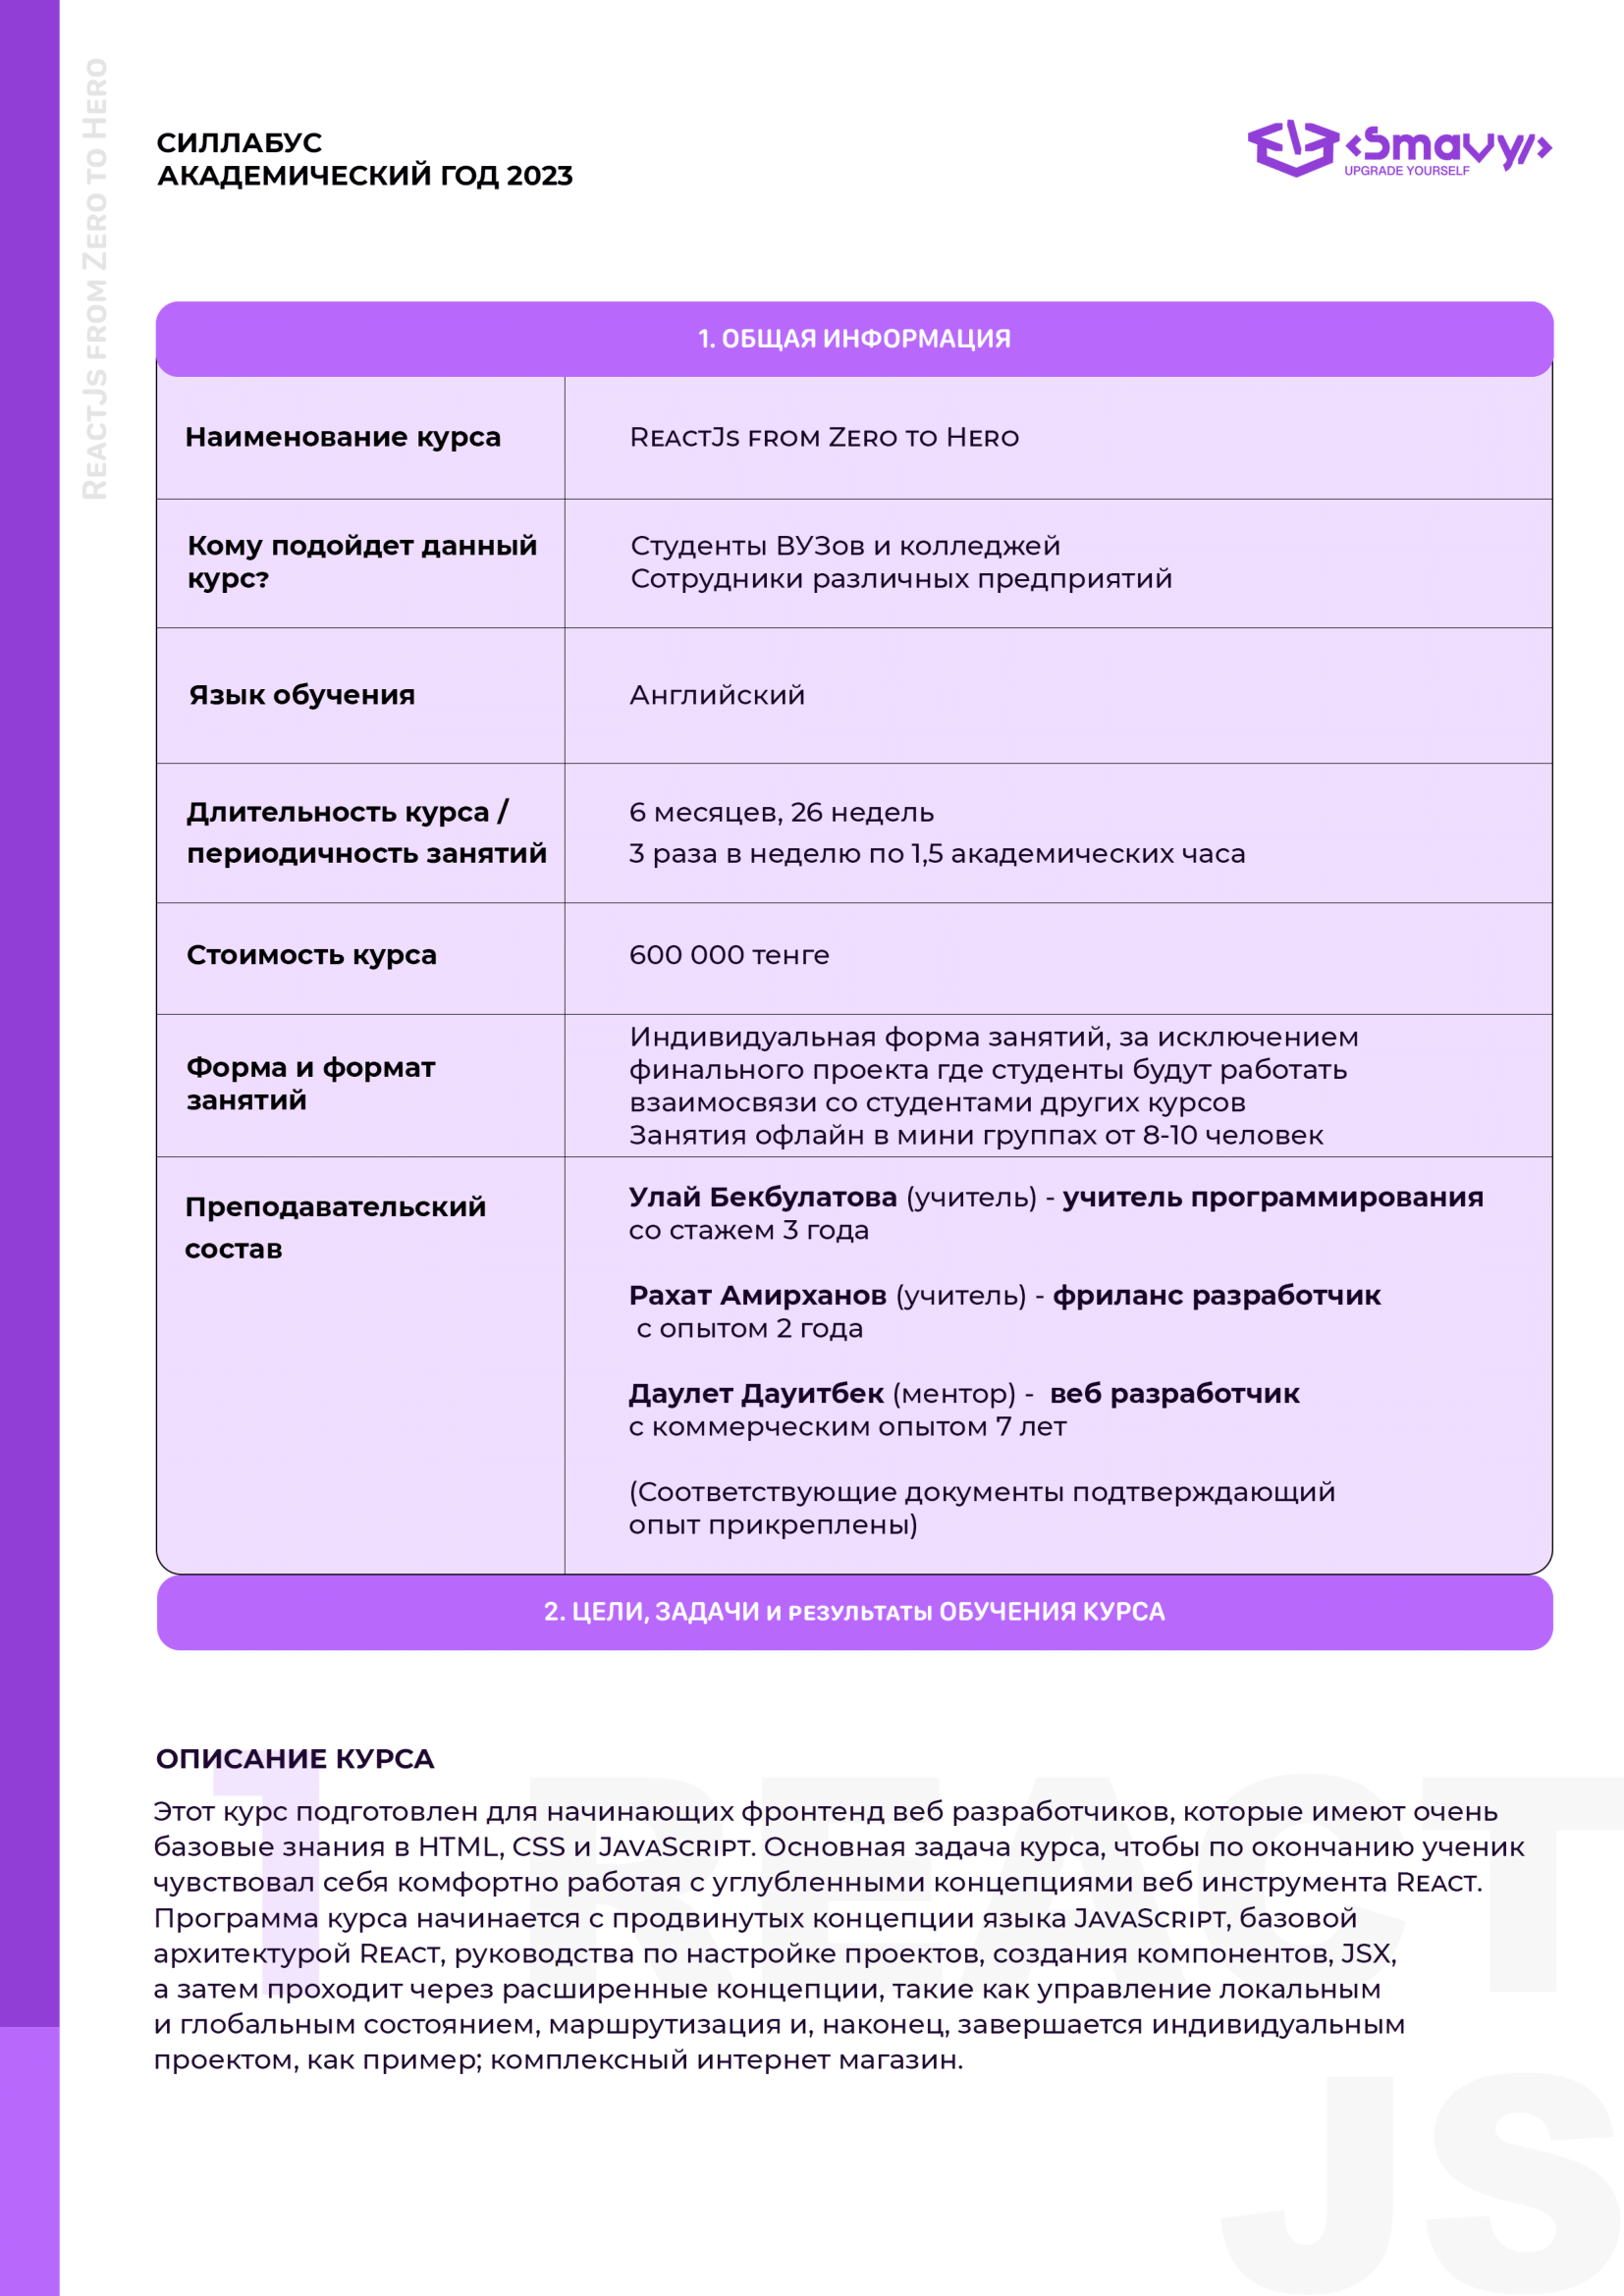 ReactJs from Zero to Hero
СИЛЛАБУС
АКАДЕМИЧЕСКИЙ ГОД 2023
<Smavy/>
UPGRADE YOURSELF
1. ОБЩАЯ ИНФОРМАЦИЯ
Наименование курса
ReactJs from Zero to Hero
Кому подойдет данный
курс?
Студенты ВУЗов и колледжей
Сотрудники различных предприятий
Язык обучения
Английский
Длительность курса /
периодичность занятий
6 месяцев, 26 недель
3 раза в неделю по 1,5 академических часа
Стоимость курса
600 000 тенге
Форма и формат
занятий
Индивидуальная форма занятий, за исключением
финального проекта где студенты будут работать
взаимосвязи со студентами других курсов
Занятия офлайн в мини группах от 8-10 человек
Преподавательский
состав
Улай Бекбулатова (учитель) - учитель программирования
со стажем 3 года
Рахат Амирханов (учитель) - фриланс разработчик
с опытом 2 года
Даулет Дауитбек (ментор) - веб разработчик
с коммерческим опытом 7 лет
(Соответствующие документы подтверждающий
опыт прикреплены)
2. ЦЕЛИ, ЗАДАЧИ и результаты ОБУЧЕНИЯ КУРСА
ОПИСАНИЕ КУРСА
Этот курс подготовлен для начинающих фронтенд веб разработчиков, которые имеют очень
базовые знания в HTML, CSS и JavaScript. Основная задача курса, чтобы по окончанию ученик
чувствовал себя комфортно работая с углубленными концепциями веб инструмента React.
Программа курса начинается с продвинутых концепции языка JavaScript, базовой
архитектурой React, руководства по настройке проектов, создания компонентов, JSX,
а затем проходит через расширенные концепции, такие как управление локальным
и глобальным состоянием, маршрутизация и, наконец, завершается индивидуальным
проектом, как пример; комплексный интернет магазин.
1 REACT
JS